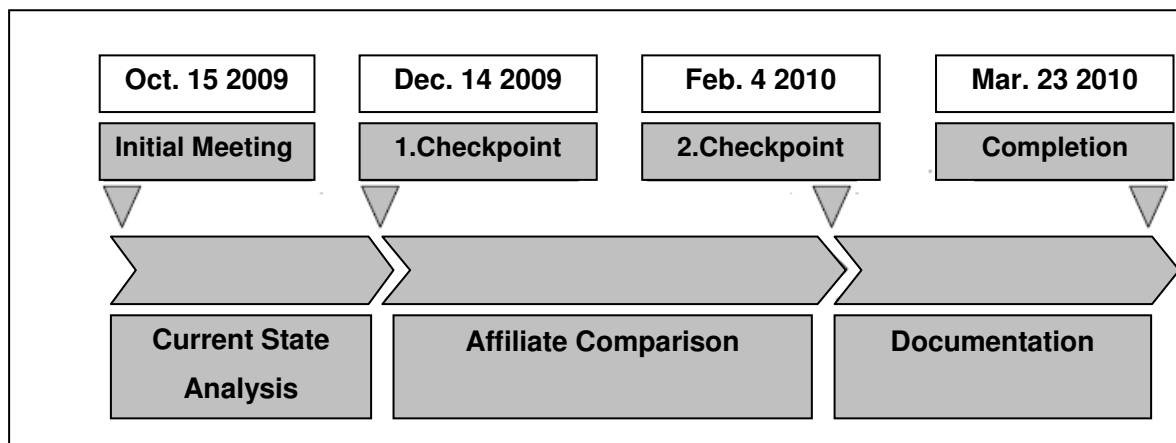 Oct. 15 2009
Dec. 14 2009
Feb. 4 2010
Mar. 23 2010
Initial Meeting
1.Checkpoint
2.Checkpoint
Completion
Current State
Analysis
Affiliate Comparison
Documentation